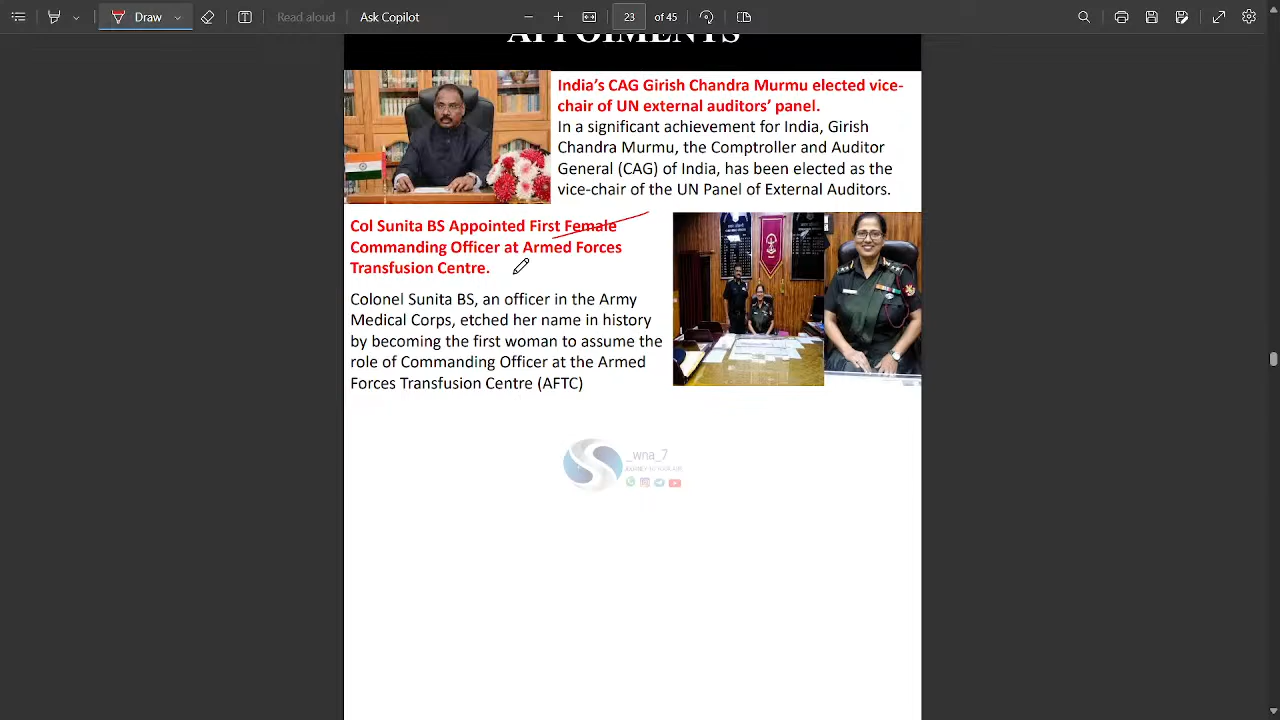 Draw
Read aloud
Ask Copilot
23
of 45
APPOIMENTS
India's CAG Girish Chandra Murmu elected vice-
chair of UN external auditors' panel.
In a significant achievement for India, Girish
Chandra Murmu, the Comptroller and Auditor
General (CAG) of India, has been elected as the
vice-chair of the UN Panel of External Auditors.
Col Sunita BS Appointed First Female
Commanding Officer at Armed Forces
Transfusion Centre.
Colonel Sunita BS, an officer in the Army
Medical Corps, etched her name in history
by becoming the first woman to assume the
role of Commanding Officer at the Armed
Forces Transfusion Centre (AFTC)
_wna_7